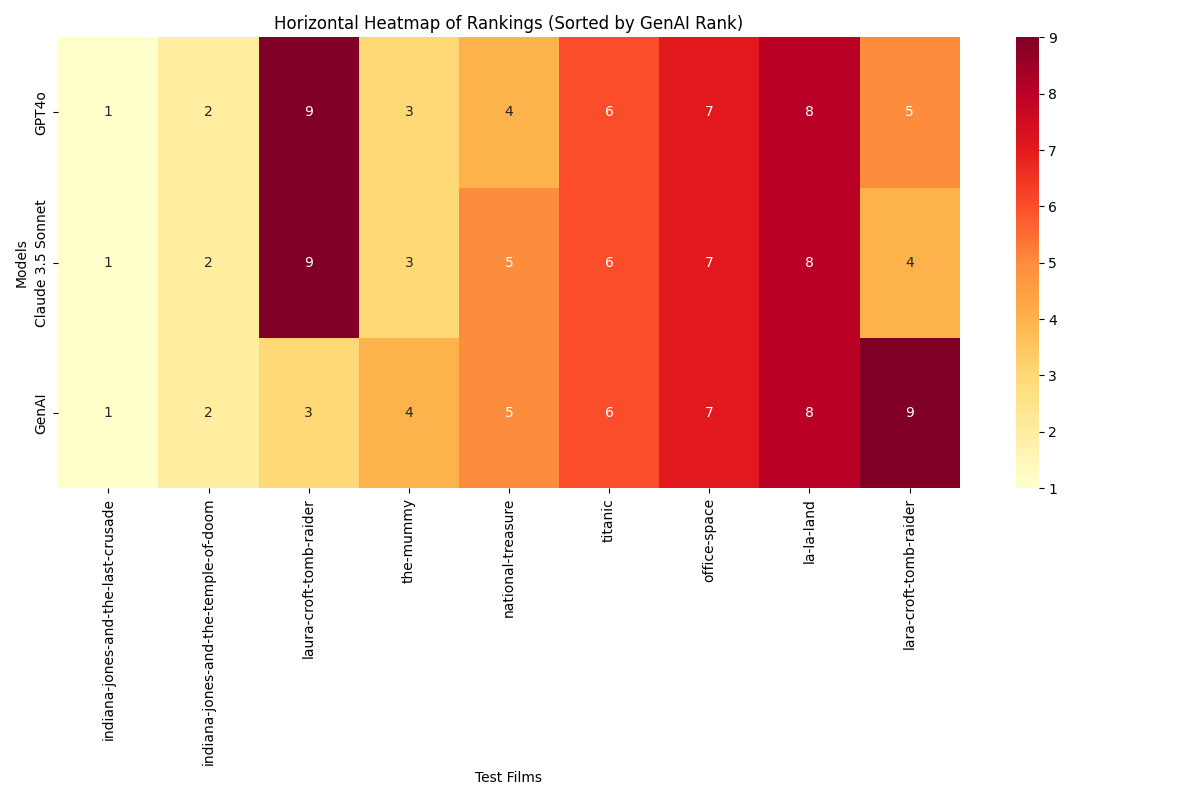 Horizontal Heatmap of Rankings (Sorted by GenAI Rank)
Models
GPT4o
1 2 9 3 4 6 7 8 5
Claude 3.5 Sonnet
1 2 9 3 5 6 7 8 4
GenAI
1 2 3 4 5 6 7 8 9
indiana-jones-and-the-last-crusade
indiana-jones-and-the-temple-of-doom
laura-croft-tomb-raider
the-mummy
national-treasure
titanic
office-space
la-la-land
lara-croft-tomb-raider
Test Films
9
8
7
6
5
4
3
2
1